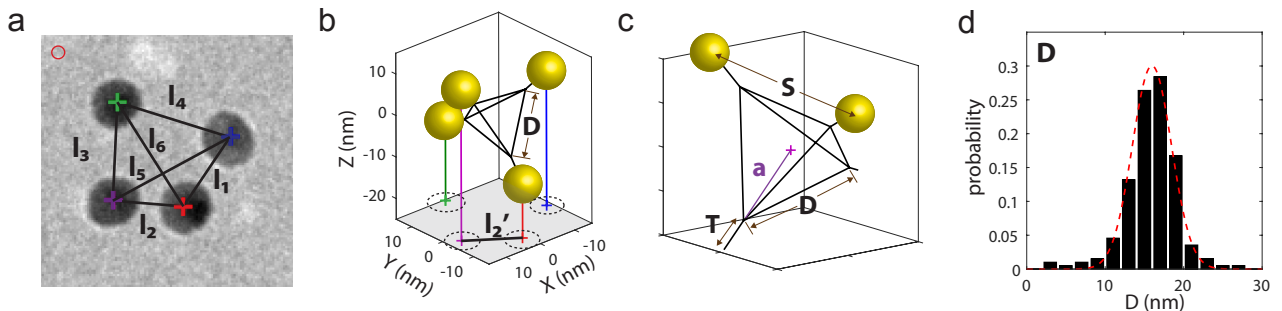 a
l₄
l₃
l₆
l₅
l₁
l₂
b
10
0
-10
-20
Z (nm)
D
l₂′
10
0
-10
Y (nm)
10
0
-10
X (nm)
c
S
a
D
T
d
D
0.3
0.25
0.2
0.15
0.1
0.05
0
probability
0
10
20
30
D (nm)